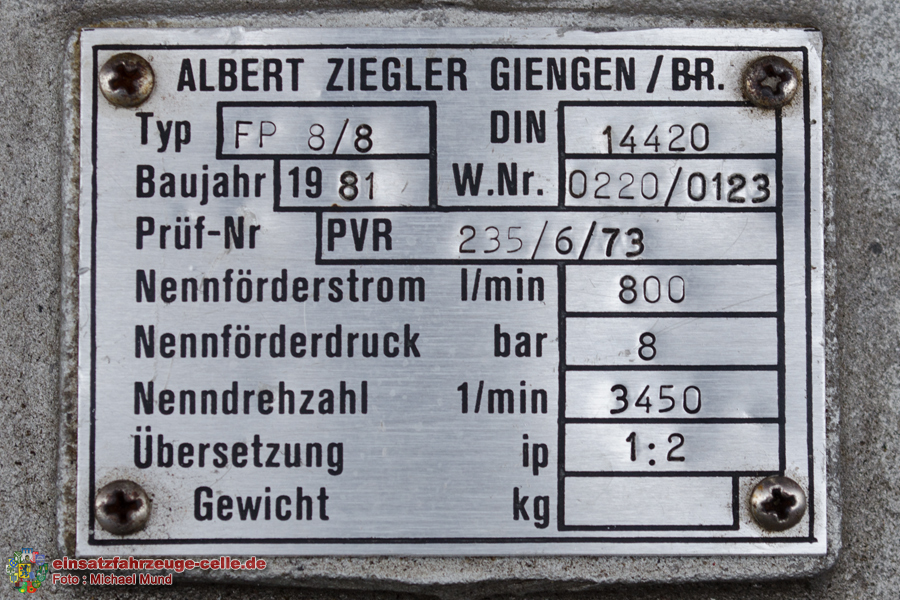 ALBERT ZIEGLER GIENGEN / BR.
Typ FP 8/8 DIN 14420
Baujahr 1981 W.Nr. 0220/0123
Prüf-Nr PVR 235/6/73
Nennförderstrom l/min 800
Nennförderdruck bar 8
Nenndrehzahl 1/min 3450
Übersetzung ip 1:2
Gewicht kg
einsatzfahrzeuge-celle.de
Foto : Michael Mund